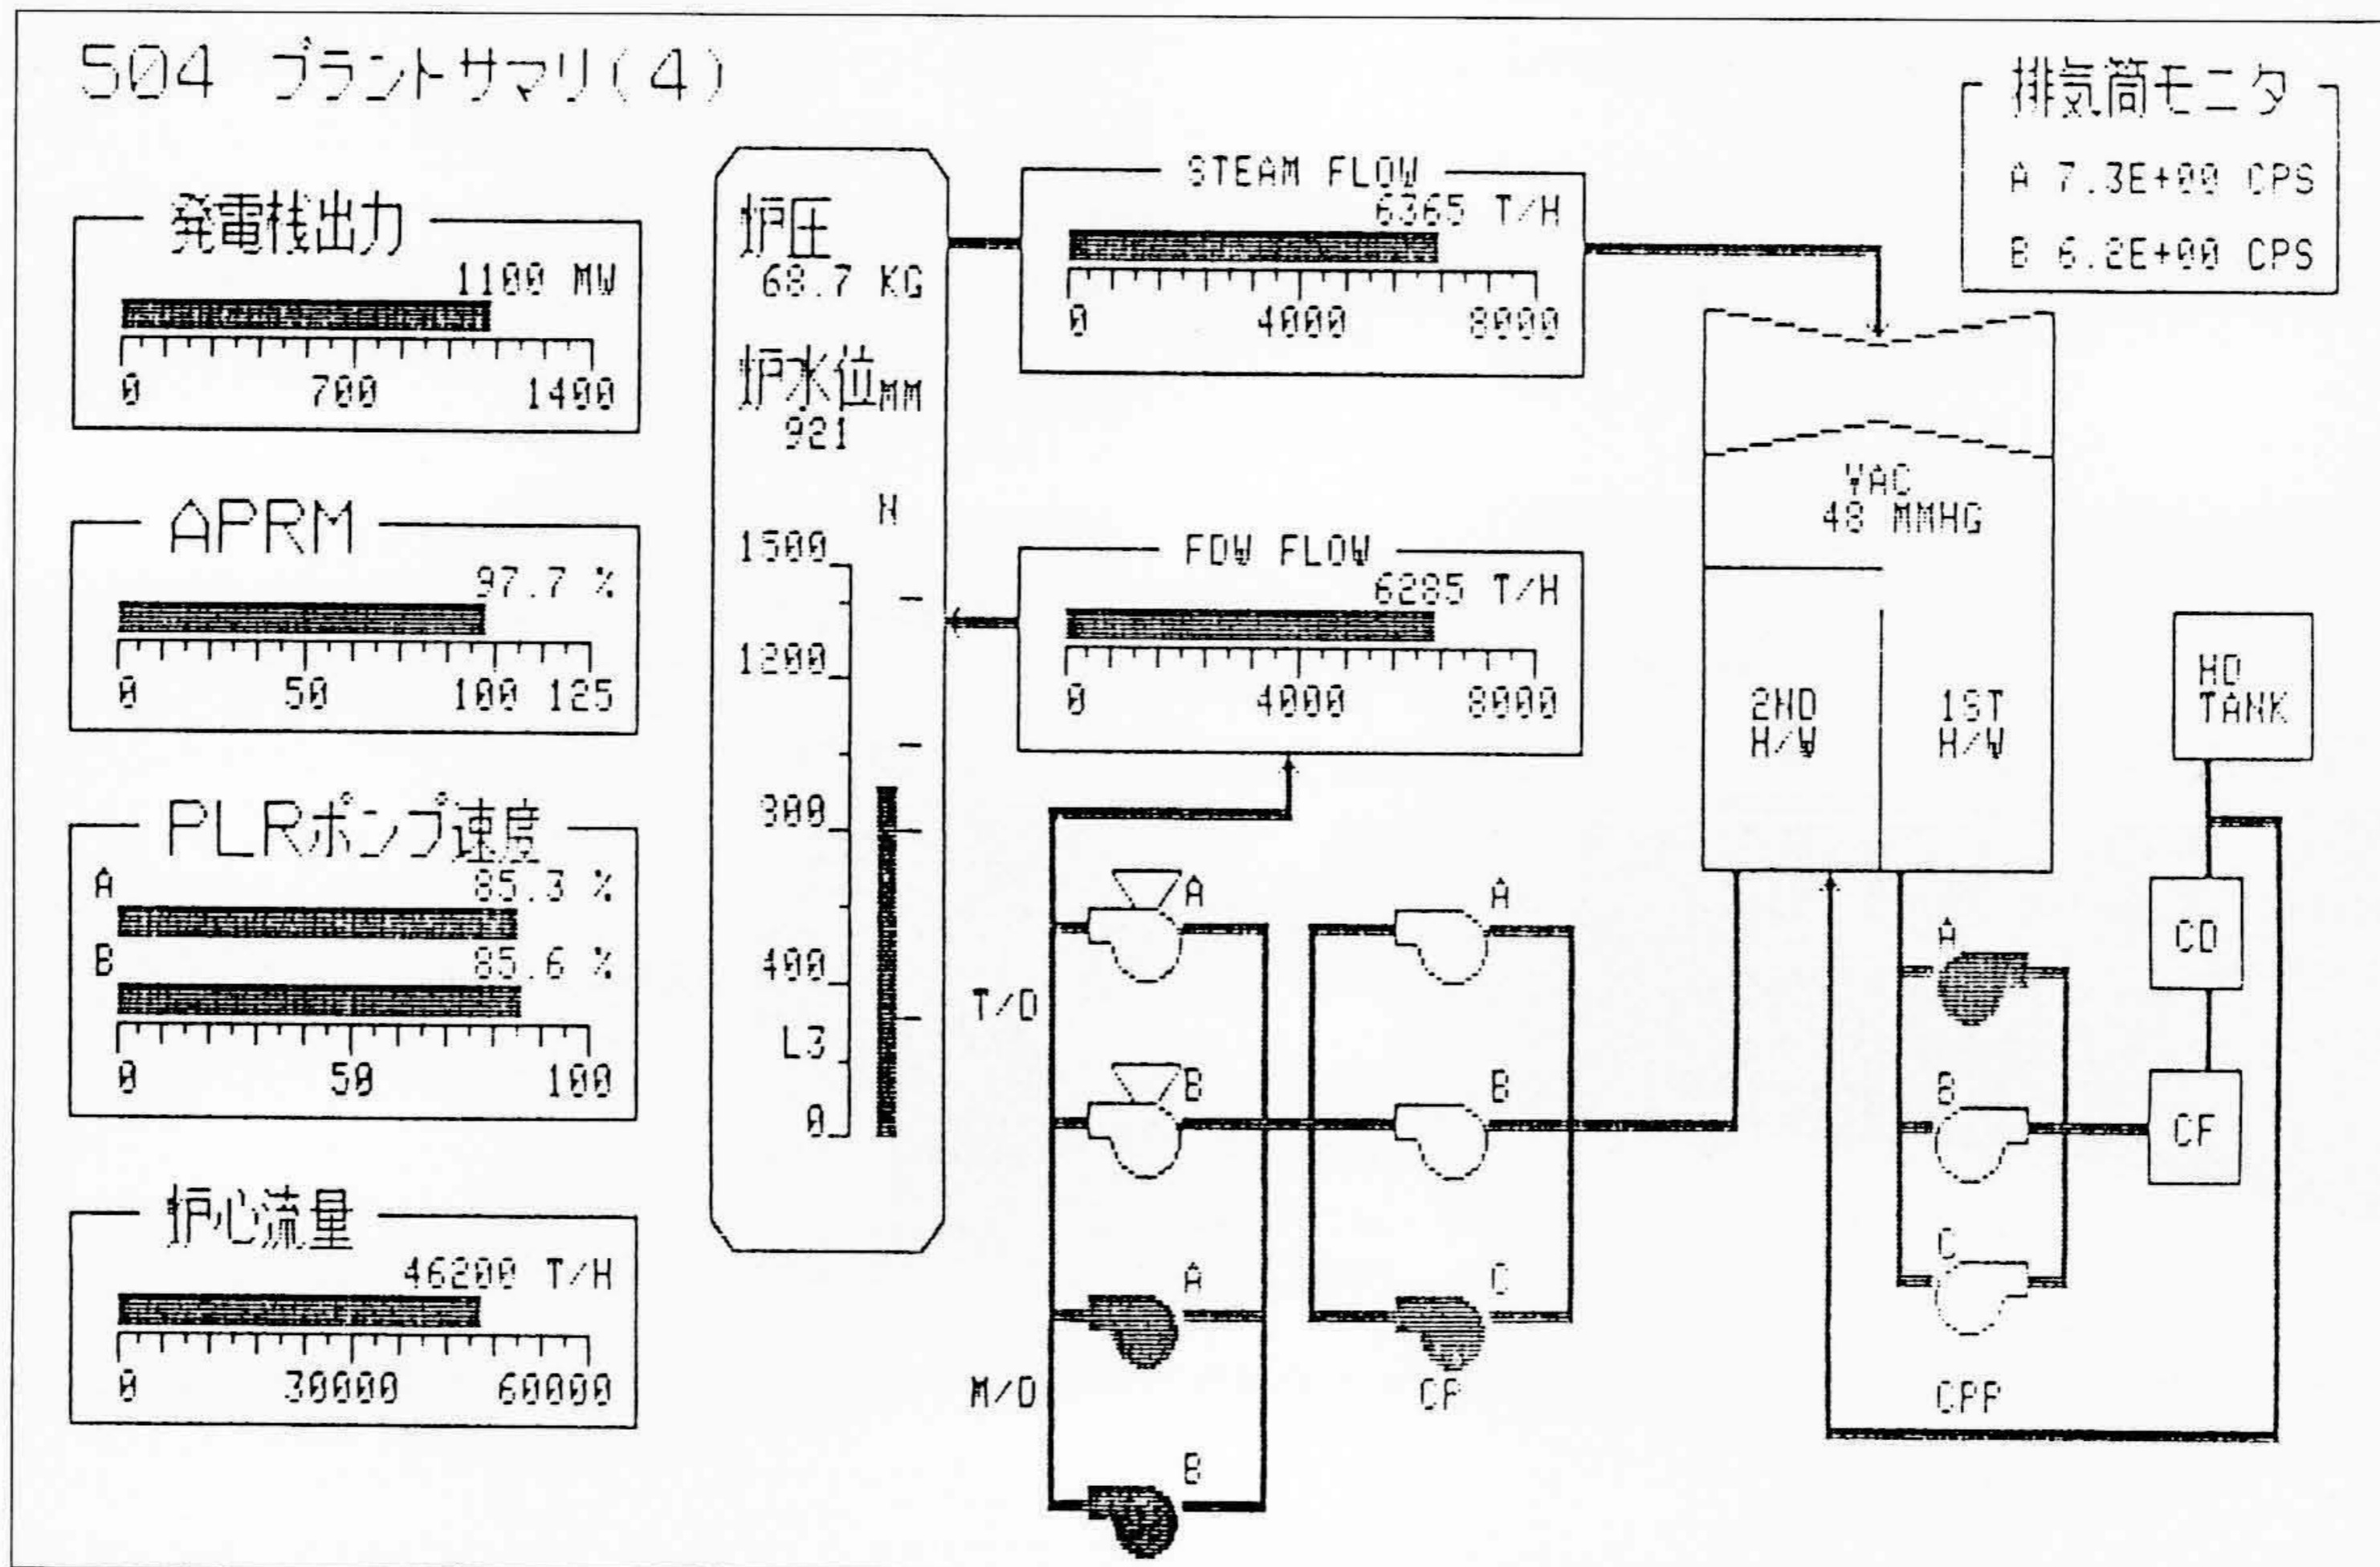 504 プラントサマリ(4)
発電桟出力
1100 MW
0 700 1400
APRM
97.7 %
0 50 100 125
PLRポンプ速度
A 85.3 %
B 85.6 %
0 50 100
炉心流量
46200 T/H
0 30000 60000
炉圧
68.7 KG
炉水位MM
921
N
1500
1200
800
400
L3
0
STEAM FLOW
6365 T/H
0 4000 8000
FDW FLOW
6285 T/H
0 4000 8000
T/D
A
B
M/D
A
B
A
B
C
CP
排気筒モニタ
A 7.3E+00 CPS
B 6.2E+00 CPS
VAC
48 MMHG
2ND
H/W
1ST
H/W
HD
TANK
CD
CF
A
B
C
CPP